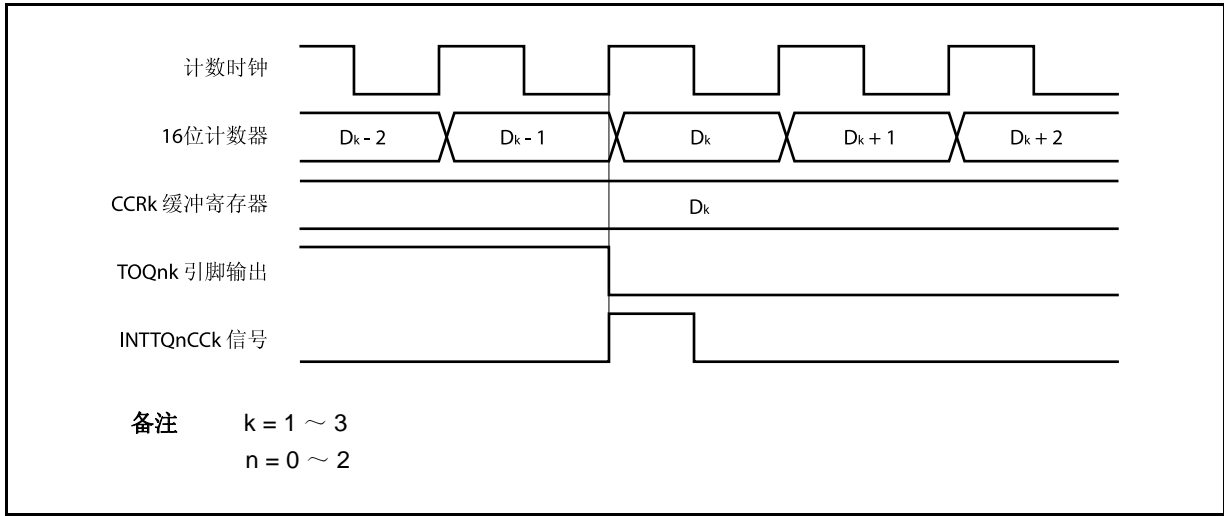 计数时钟
16位计数器 Dk - 2 Dk - 1 Dk Dk + 1 Dk + 2
CCRk 缓冲寄存器 Dk
TOQnk 引脚输出
INTTQnCCk 信号
备注 k = 1 ～ 3
n = 0 ～ 2